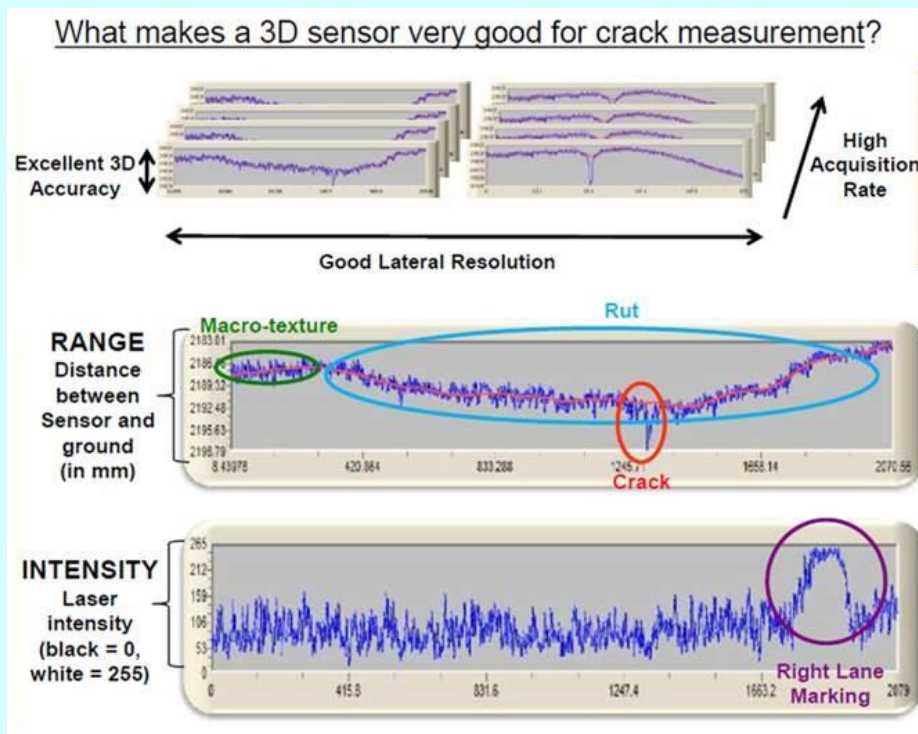 What makes a 3D sensor very good for crack measurement?
Excellent 3D
Accuracy
High
Acquisition
Rate
Good Lateral Resolution
RANGE
Distance
between
Sensor and
ground
(in mm)
Macro-texture
Rut
Crack
2183.01
2189.32
2192.48
2195.63
2198.79
8.43978
420.864
833.288
1658.14
2070.56
INTENSITY
Laser
intensity
(black = 0,
white = 255)
265
212
159
106
53
0
0
415.8
831.6
1247.4
1663.2
2079
Right Lane
Marking